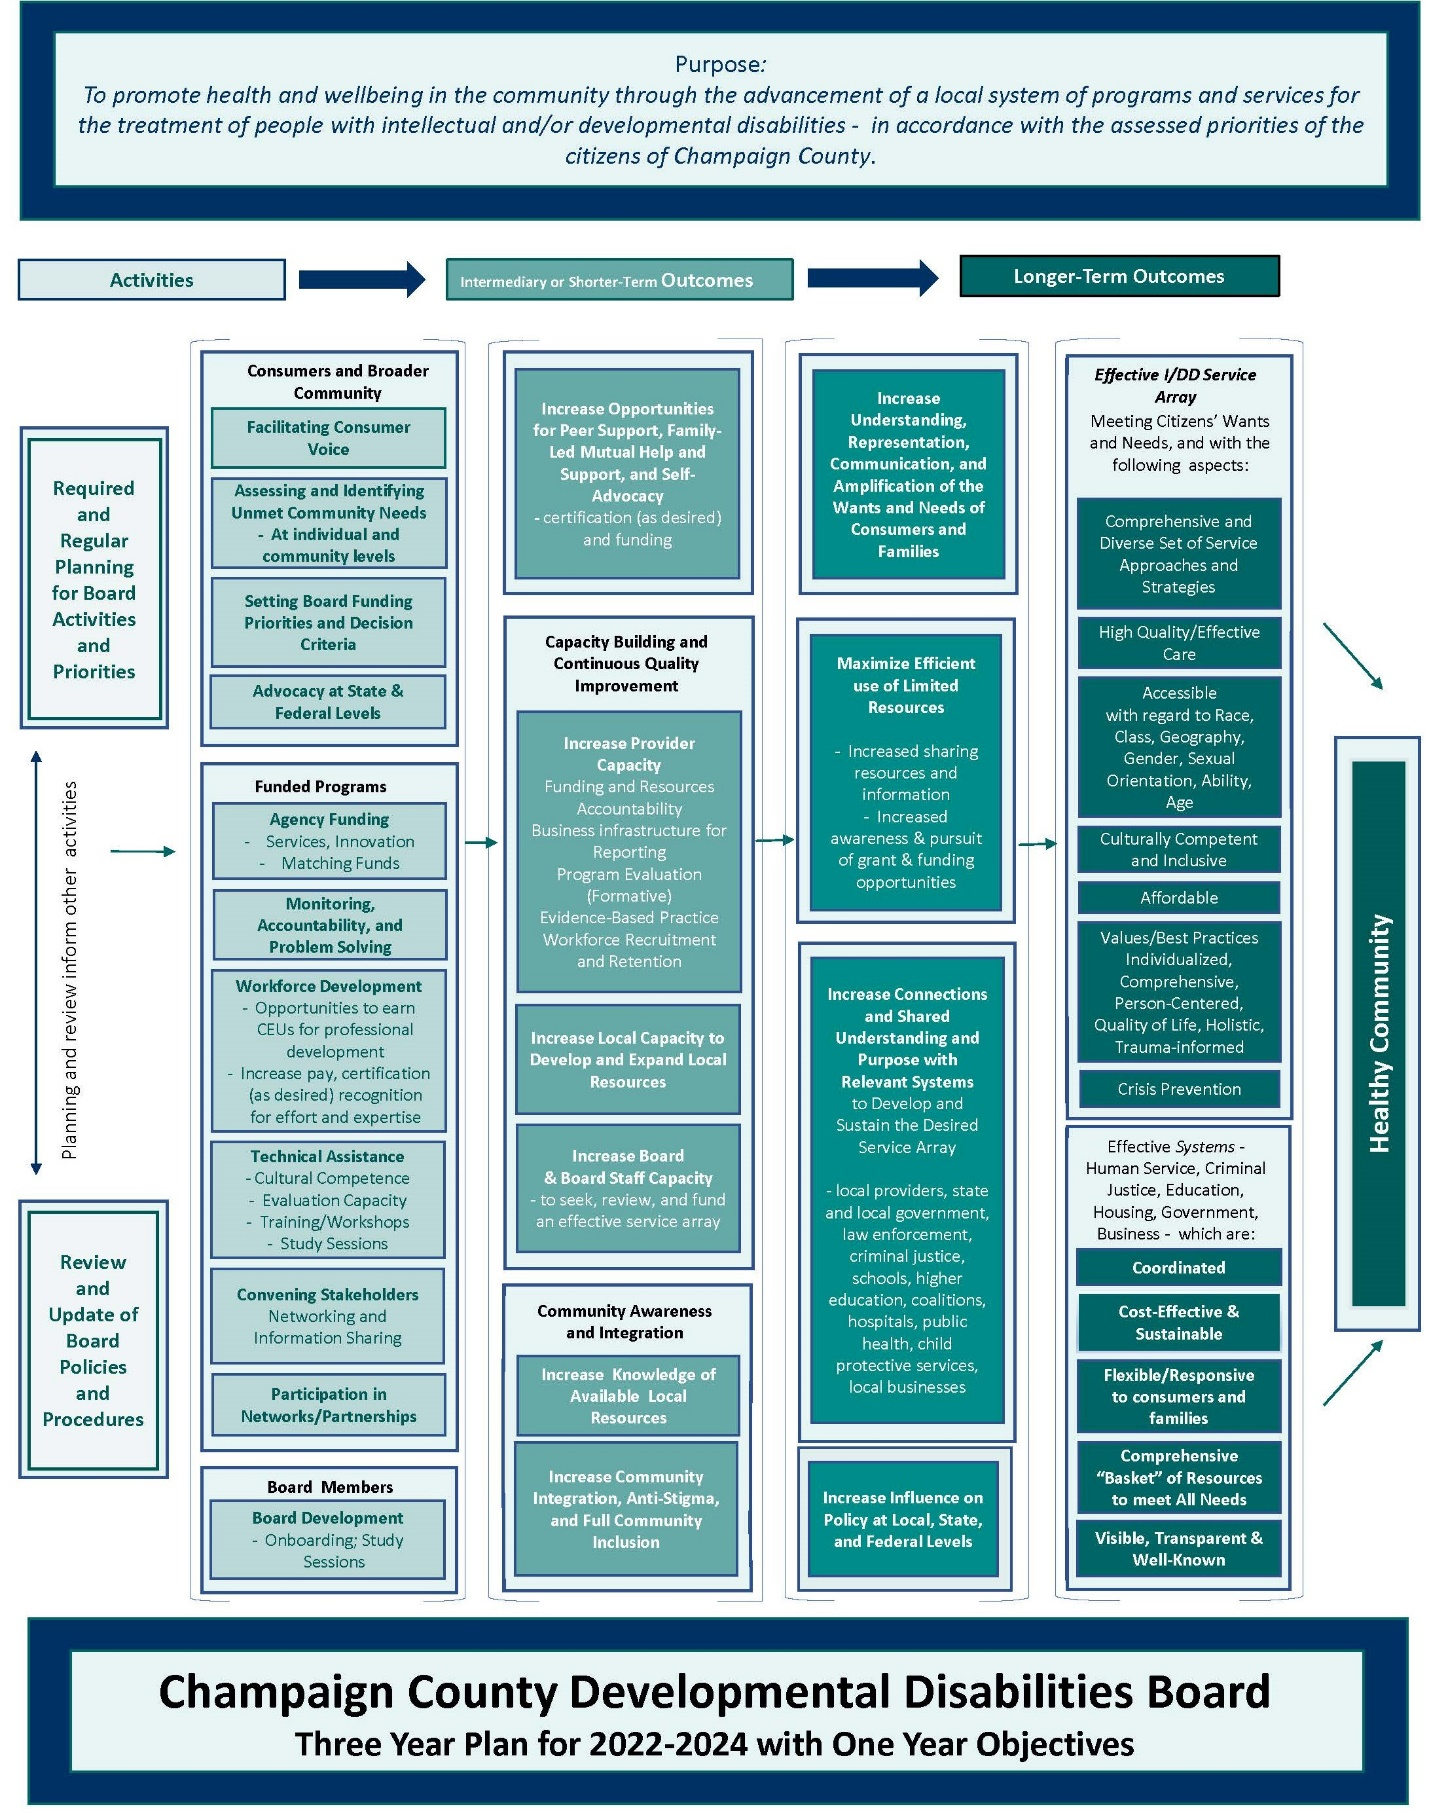 Purpose:
To promote health and wellbeing in the community through the advancement of a local system of programs and services for
the treatment of people with intellectual and/or developmental disabilities - in accordance with the assessed priorities of the
citizens of Champaign County.
Activities
Intermediary or Shorter-Term Outcomes
Longer-Term Outcomes
Required
and
Regular
Planning
for Board
Activities
and
Priorities
Planning and review inform other activities
Review
and
Update of
Board
Policies
and
Procedures
Consumers and Broader
Community
Facilitating Consumer
Voice
Assessing and Identifying
Unmet Community Needs
- At individual and
community levels
Setting Board Funding
Priorities and Decision
Criteria
Advocacy at State &
Federal Levels
Funded Programs
Agency Funding
- Services, Innovation
- Matching Funds
Monitoring,
Accountability, and
Problem Solving
Workforce Development
- Opportunities to earn
CEUs for professional
development
- Increase pay, certification
(as desired) recognition
for effort and expertise
Technical Assistance
- Cultural Competence
- Evaluation Capacity
- Training/Workshops
- Study Sessions
Convening Stakeholders
Networking and
Information Sharing
Participation in
Networks/Partnerships
Board Members
Board Development
- Onboarding; Study
Sessions
Increase Opportunities
for Peer Support, Family-
Led Mutual Help and
Support, and Self-
Advocacy
- certification (as desired)
and funding
Capacity Building and
Continuous Quality
Improvement
Increase Provider
Capacity
Funding and Resources
Accountability
Business infrastructure for
Reporting
Program Evaluation
(Formative)
Evidence-Based Practice
Workforce Recruitment
and Retention
Increase Local Capacity to
Develop and Expand Local
Resources
Increase Board
& Board Staff Capacity
- to seek, review, and fund
an effective service array
Community Awareness
and Integration
Increase Knowledge of
Available Local
Resources
Increase Community
Integration, Anti-Stigma,
and Full Community
Inclusion
Increase
Understanding,
Representation,
Communication, and
Amplification of the
Wants and Needs of
Consumers and
Families
Maximize Efficient
use of Limited
Resources
- Increased sharing
resources and
information
- Increased
awareness & pursuit
of grant & funding
opportunities
Increase Connections
and Shared
Understanding and
Purpose with
Relevant Systems
to Develop and
Sustain the Desired
Service Array
- local providers, state
and local government,
law enforcement,
criminal justice,
schools, higher
education, coalitions,
hospitals, public
health, child
protective services,
local businesses
Increase Influence on
Policy at Local, State,
and Federal Levels
Effective I/DD Service
Array
Meeting Citizens' Wants
and Needs, and with the
following aspects:
Comprehensive and
Diverse Set of Service
Approaches and
Strategies
High Quality/Effective
Care
Accessible
with regard to Race,
Class, Geography,
Gender, Sexual
Orientation, Ability,
Age
Culturally Competent
and Inclusive
Affordable
Values/Best Practices
Individualized,
Comprehensive,
Person-Centered,
Quality of Life, Holistic,
Trauma-informed
Crisis Prevention
Effective Systems -
Human Service, Criminal
Justice, Education,
Housing, Government,
Business - which are:
Coordinated
Cost-Effective &
Sustainable
Flexible/Responsive
to consumers and
families
Comprehensive
“Basket” of Resources
to meet All Needs
Visible, Transparent &
Well-Known
Healthy Community
Champaign County Developmental Disabilities Board
Three Year Plan for 2022-2024 with One Year Objectives